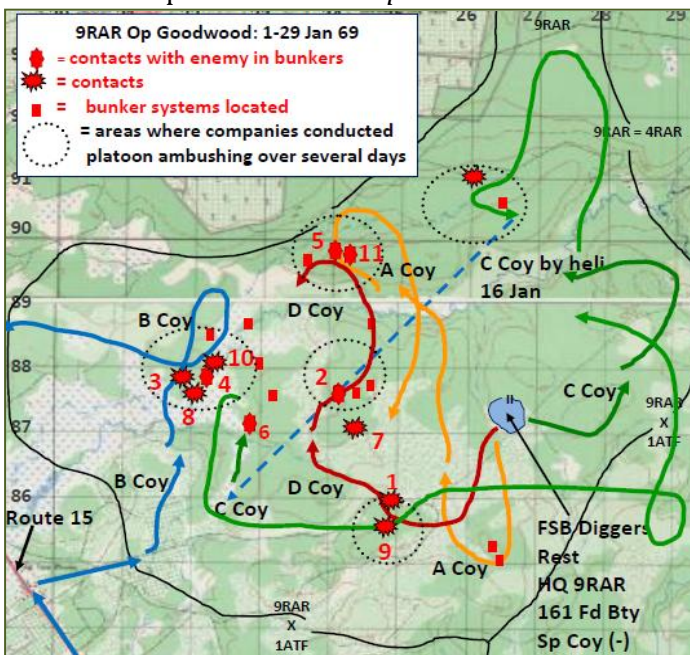 9RAR Op Goodwood: 1-29 Jan 69
= contacts with enemy in bunkers
= contacts
= bunker systems located
= areas where companies conducted
platoon ambushing over several days
26
28
29
9RAR
9RAR = 4RAR
91
90
5
11
A Coy
C Coy by heli
16 Jan
89
D Coy
B Coy
88
10
3
4
2
8
C Coy
9RAR
X
1ATF
87
6
7
B Coy
D Coy
1
86
C Coy
Route 15
9
A Coy
FSB Diggers
Rest
HQ 9RAR
161 Fd Bty
Sp Coy (-)
9RAR
X
1ATF